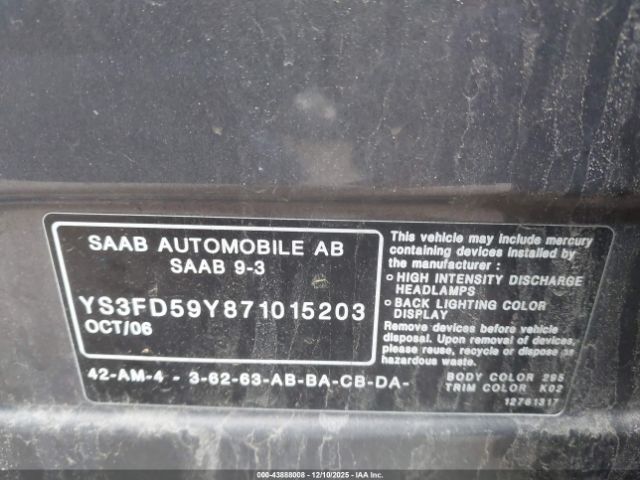 SAAB AUTOMOBILE AB
SAAB 9-3
YS3FD59Y871015203
OCT/06
42-AM-4 - 3-62-63-AB-BA-CB-DA-
This vehicle may include mercury
containing devices installed by
the manufacturer :
o HIGH INTENSITY DISCHARGE
HEADLAMPS
o BACK LIGHTING COLOR
DISPLAY
Remove devices before vehicle
disposal. Upon removal of devices,
please reuse, recycle or dispose as
hazardous waste.
BODY COLOR 295
TRIM COLOR K02
12761317
000-43888008 - 12/10/2025 - IAA Inc.